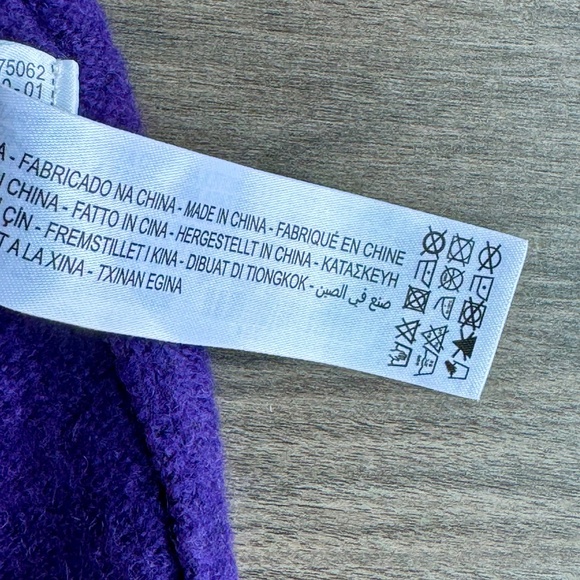 75062
0-01
A - FABRICADO NA CHINA - MADE IN CHINA - FABRIQUÉ EN CHINE
CHINA - FATTO IN CINA - HERGESTELLT IN CHINA - ΚΑΤΑΣΚΕΥΗ
ÇİN - FREMSTILLET I KINA - DIBUAT DI TIONGKOK - صنع في الصين
T A LA XINA - TXINAN EGINA